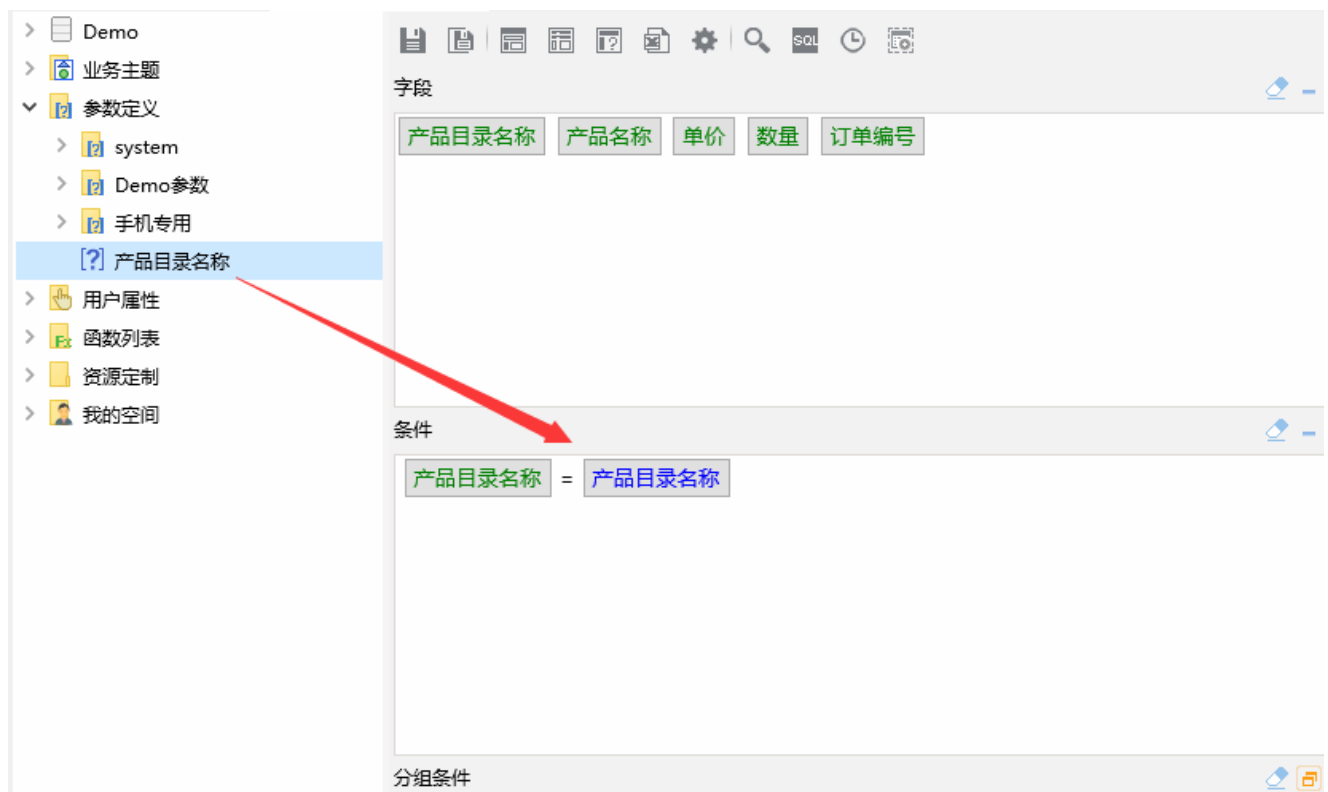 Demo
业务主题
参数定义
system
Demo参数
手机专用
[?] 产品目录名称
用户属性
函数列表
资源定制
我的空间
SQL
字段
产品目录名称 产品名称 单价 数量 订单编号
条件
产品目录名称 = 产品目录名称
分组条件